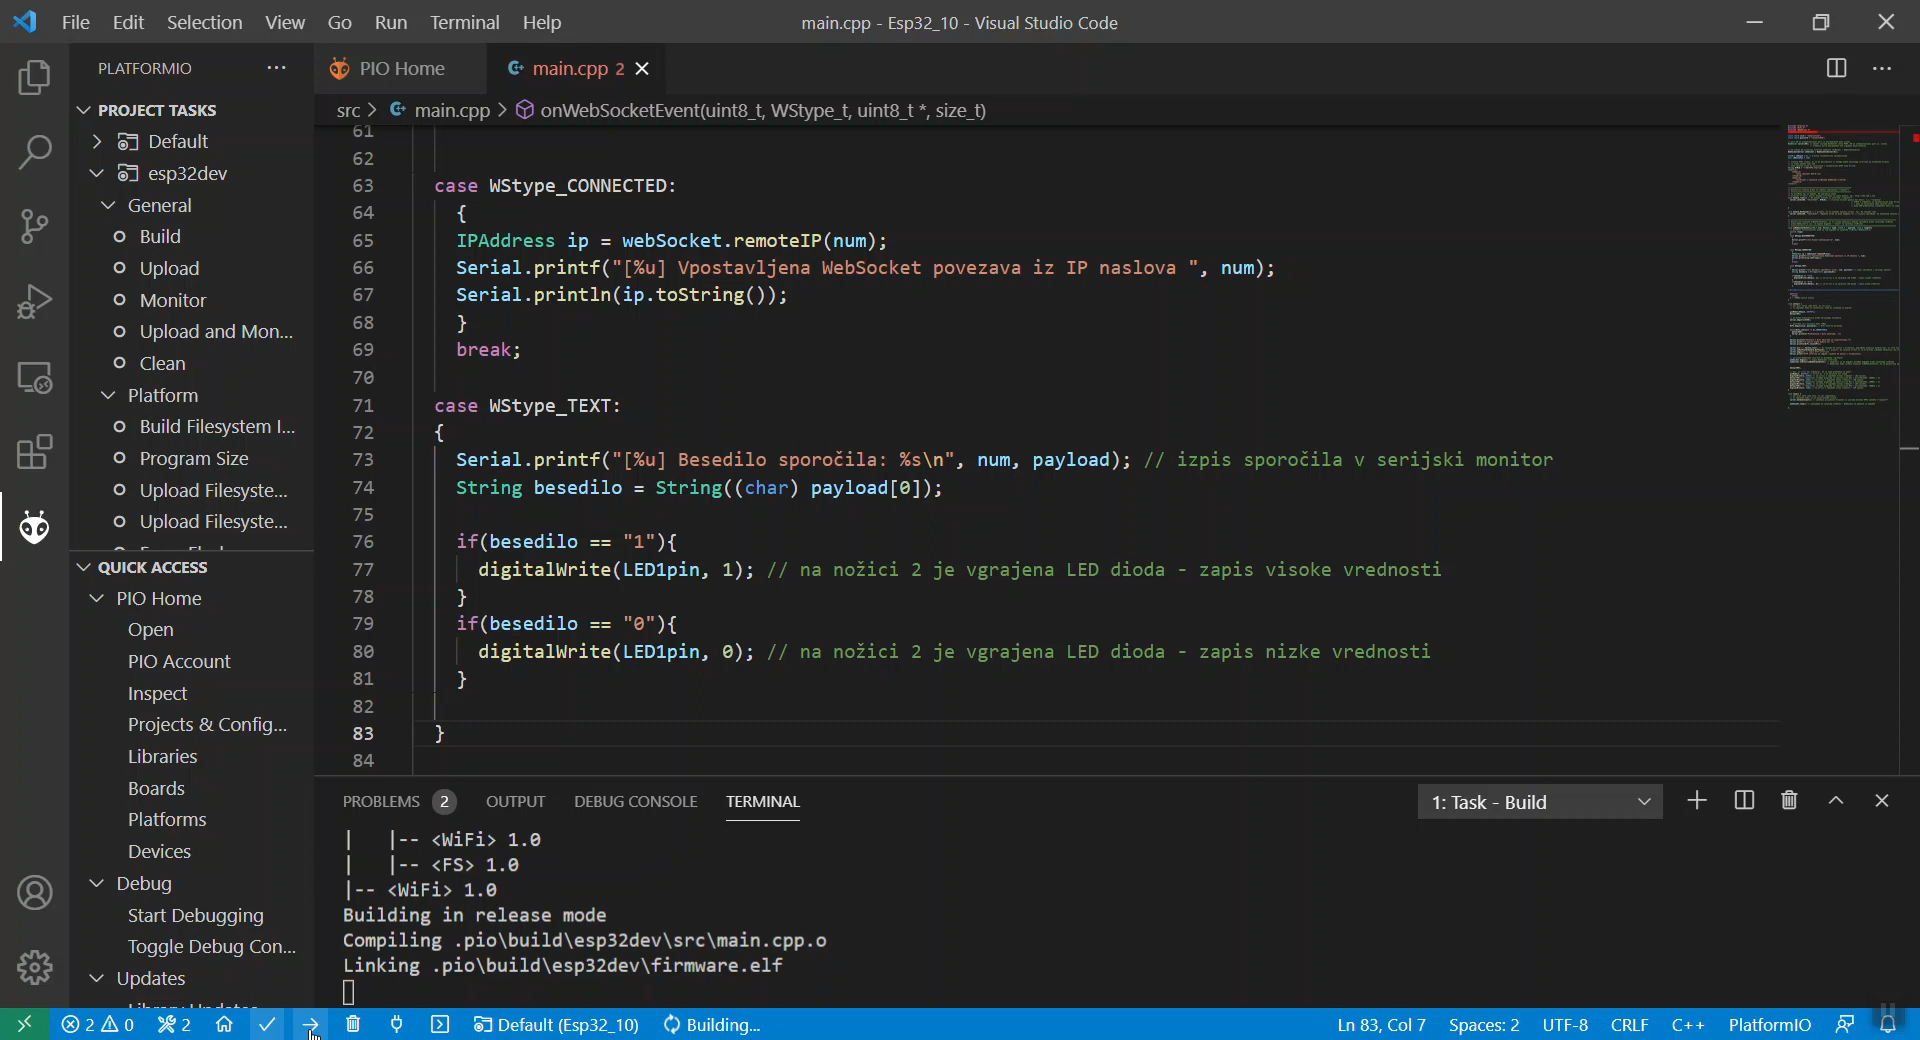 File Edit Selection View Go Run Terminal Help
main.cpp - Esp32_10 - Visual Studio Code
PLATFORMIO
PROJECT TASKS
Default
esp32dev
General
Build
Upload
Monitor
Upload and Mon...
Clean
Platform
Build Filesystem I...
Program Size
Upload Filesyste...
Upload Filesyste...
QUICK ACCESS
PIO Home
Open
PIO Account
Inspect
Projects & Config...
Libraries
Boards
Platforms
Devices
Debug
Start Debugging
Toggle Debug Con...
Updates
PIO Home
main.cpp 2
src > main.cpp > onWebSocketEvent(uint8_t, WStype_t, uint8_t *, size_t)
61
62
63 case WStype_CONNECTED:
64 {
65 IPAddress ip = webSocket.remoteIP(num);
66 Serial.printf("[%u] Vpostavljena WebSocket povezava iz IP naslova ", num);
67 Serial.println(ip.toString());
68 }
69 break;
70
71 case WStype_TEXT:
72 {
73 Serial.printf("[%u] Besedilo sporočila: %s\n", num, payload); // izpis sporočila v serijski monitor
74 String besedilo = String((char) payload[0]);
75
76 if(besedilo == "1"){
77 digitalWrite(LED1pin, 1); // na nožici 2 je vgrajena LED dioda - zapis visoke vrednosti
78 }
79 if(besedilo == "0"){
80 digitalWrite(LED1pin, 0); // na nožici 2 je vgrajena LED dioda - zapis nizke vrednosti
81 }
82
83 }
84
PROBLEMS 2 OUTPUT DEBUG CONSOLE TERMINAL
1: Task - Build
| |-- <WiFi> 1.0
| |-- <FS> 1.0
|-- <WiFi> 1.0
Building in release mode
Compiling .pio\build\esp32dev\src\main.cpp.o
Linking .pio\build\esp32dev\firmware.elf
2 0 2 Default (Esp32_10) Building...
Ln 83, Col 7 Spaces: 2 UTF-8 CRLF C++ PlatformIO